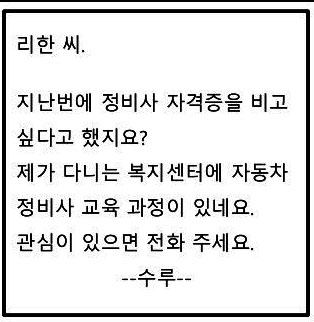 리한 씨.
지난번에 정비사 자격증을 비고
싶다고 했지요?
제가 다니는 복지센터에 자동차
정비사 교육 과정이 있네요.
관심이 있으면 전화 주세요.
--수루--